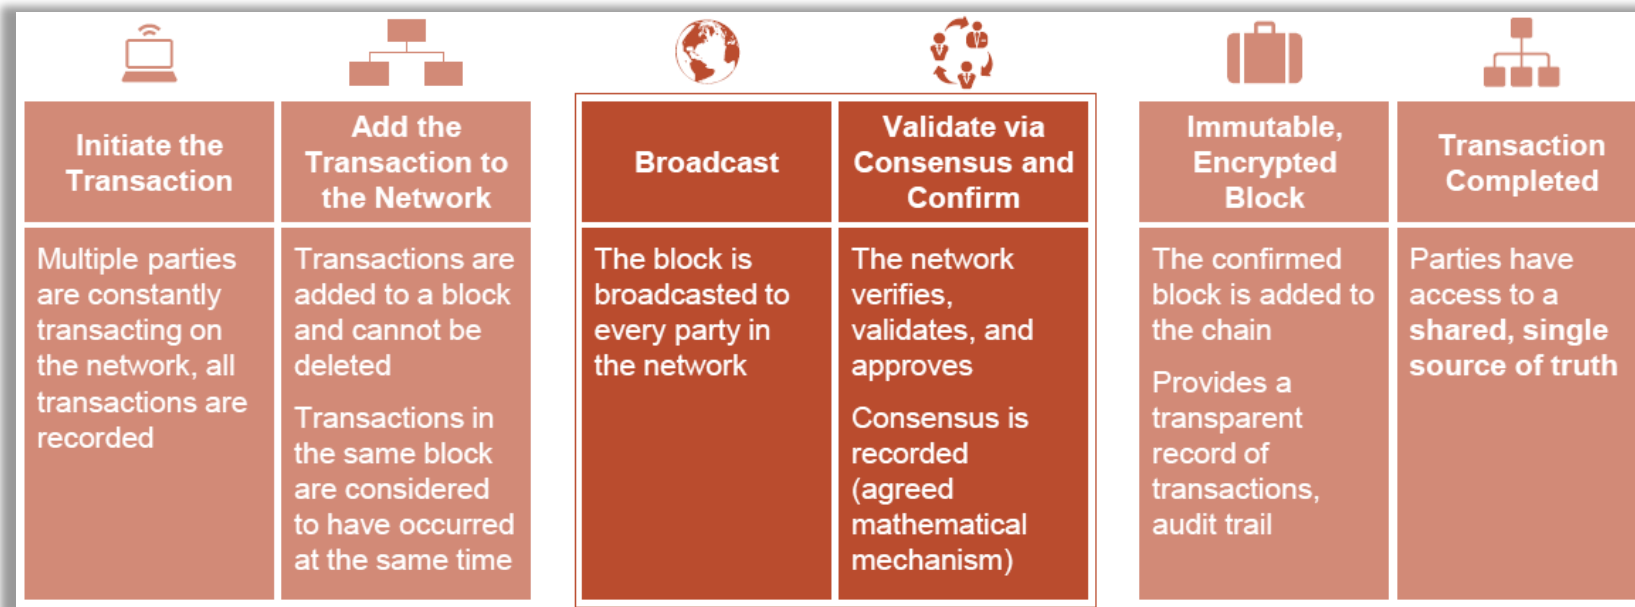 Initiate the
Transaction
Add the
Transaction to
the Network
Broadcast
Validate via
Consensus and
Confirm
Immutable,
Encrypted
Block
Transaction
Completed
Multiple parties
are constantly
transacting on
the network, all
transactions are
recorded
Transactions are
added to a block
and cannot be
deleted
Transactions in
the same block
are considered
to have occurred
at the same time
The block is
broadcasted to
every party in
the network
The network
verifies,
validates, and
approves
Consensus is
recorded
(agreed
mathematical
mechanism)
The confirmed
block is added to
the chain
Provides a
transparent
record of
transactions,
audit trail
Parties have
access to a
shared, single
source of truth